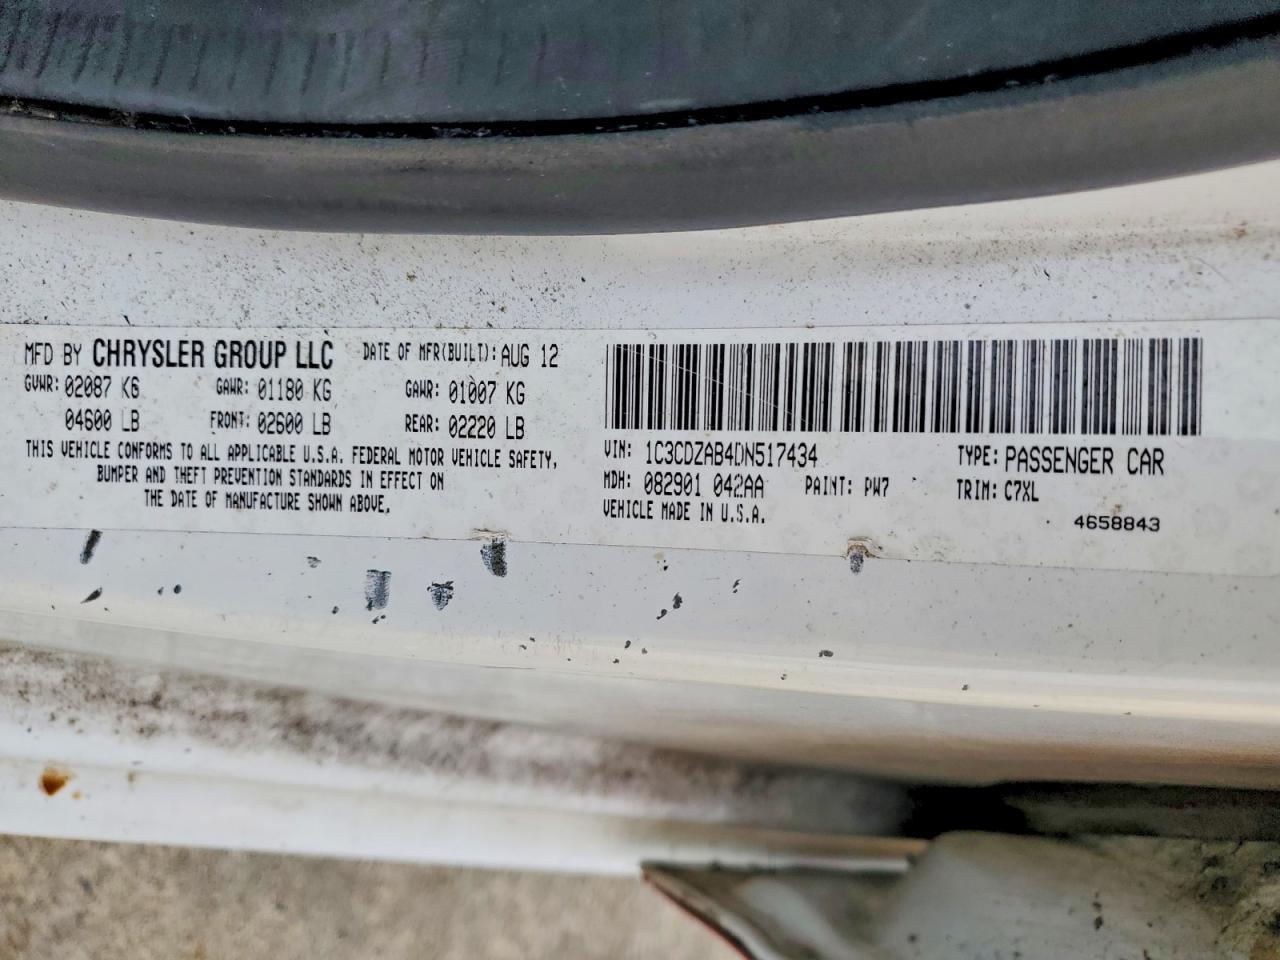 MFD BY CHRYSLER GROUP LLC DATE OF MFR(BUILT): AUG 12
GVWR: 02087 KG GAWR: 01180 KG GAWR: 01007 KG
04600 LB FRONT: 02600 LB REAR: 02220 LB
THIS VEHICLE CONFORMS TO ALL APPLICABLE U.S.A. FEDERAL MOTOR VEHICLE SAFETY,
BUMPER AND THEFT PREVENTION STANDARDS IN EFFECT ON
THE DATE OF MANUFACTURE SHOWN ABOVE.
VIN: 1C3CDZAB4DN517434 TYPE: PASSENGER CAR
MDH: 082901 042AA PAINT: PW7 TRIM: C7XL
VEHICLE MADE IN U.S.A. 4658843